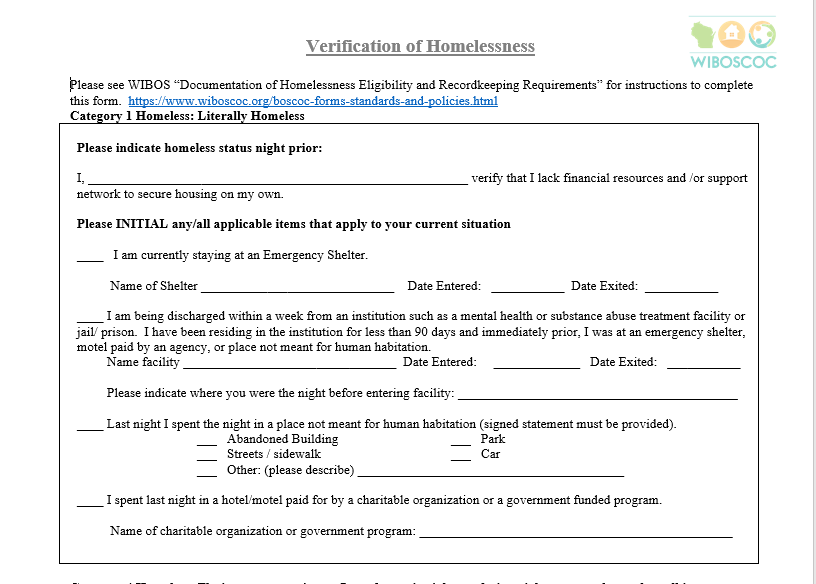 Verification of Homelessness
WIBOSCOC
Please see WIBOS “Documentation of Homelessness Eligibility and Recordkeeping Requirements” for instructions to complete
this form. https://www.wiboscoc.org/boscoc-forms-standards-and-policies.html
Category 1 Homeless: Literally Homeless
Please indicate homeless status night prior:
I, ____________________ verify that I lack financial resources and /or support
network to secure housing on my own.
Please INITIAL any/all applicable items that apply to your current situation
____ I am currently staying at an Emergency Shelter.
Name of Shelter ____________________ Date Entered: __________ Date Exited: __________
____ I am being discharged within a week from an institution such as a mental health or substance abuse treatment facility or
jail/ prison. I have been residing in the institution for less than 90 days and immediately prior, I was at an emergency shelter,
motel paid by an agency, or place not meant for human habitation.
Name facility ____________________ Date Entered: __________ Date Exited: __________
Please indicate where you were the night before entering facility: ____________________
____ Last night I spent the night in a place not meant for human habitation (signed statement must be provided).
___ Abandoned Building ___ Park
___ Streets / sidewalk ___ Car
___ Other: (please describe) ____________________
____ I spent last night in a hotel/motel paid for by a charitable organization or a government funded program.
Name of charitable organization or government program: ____________________